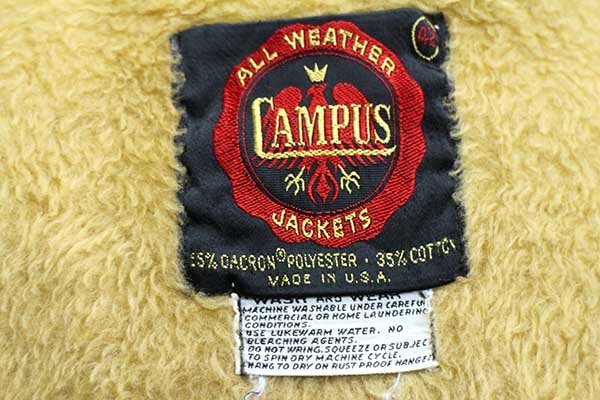 ALL WEATHER
CAMPUS
JACKETS
65% DACRON® POLYESTER · 35% COTTON
MADE IN U.S.A.
WASH AND WEAR
MACHINE WASHABLE UNDER CAREFUL
COMMERCIAL OR HOME LAUNDERING
CONDITIONS.
USE LUKEWARM WATER. NO
BLEACHING AGENTS.
DO NOT WRING, SQUEEZE OR SUBJECT
TO SPIN DRY MACHINE CYCLE.
HANG TO DRY ON RUST PROOF HANGER